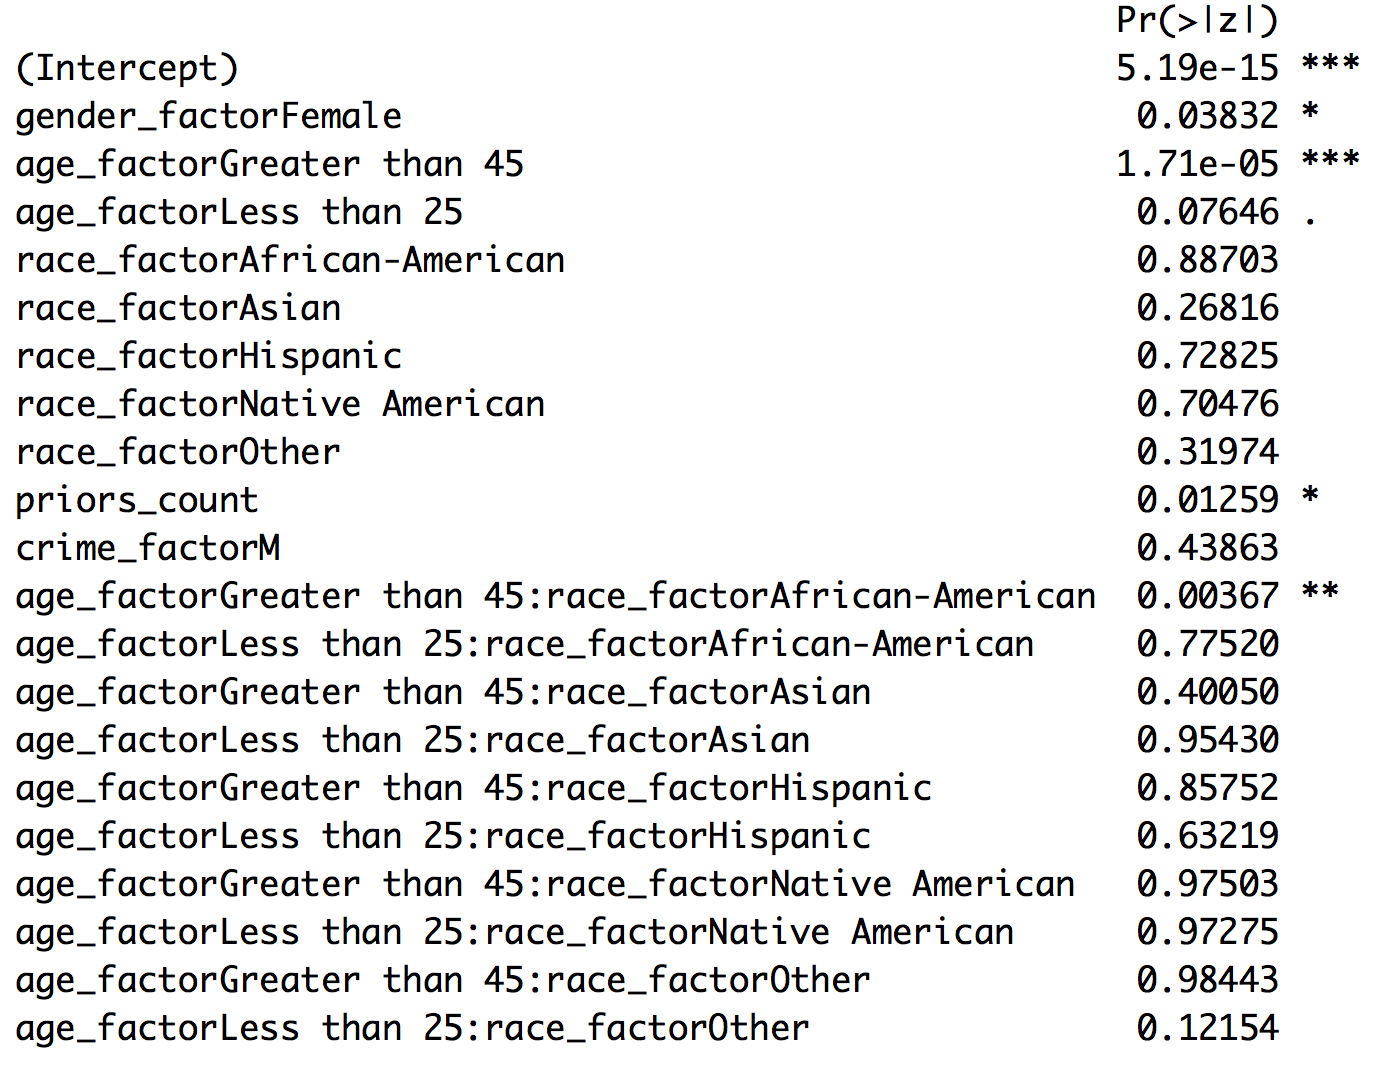 Pr(>|z|)
(Intercept) 5.19e-15 ***
gender_factorFemale 0.03832 *
age_factorGreater than 45 1.71e-05 ***
age_factorLess than 25 0.07646 .
race_factorAfrican-American 0.88703
race_factorAsian 0.26816
race_factorHispanic 0.72825
race_factorNative American 0.70476
race_factorOther 0.31974
priors_count 0.01259 *
crime_factorM 0.43863
age_factorGreater than 45:race_factorAfrican-American 0.00367 **
age_factorLess than 25:race_factorAfrican-American 0.77520
age_factorGreater than 45:race_factorAsian 0.40050
age_factorLess than 25:race_factorAsian 0.95430
age_factorGreater than 45:race_factorHispanic 0.85752
age_factorLess than 25:race_factorHispanic 0.63219
age_factorGreater than 45:race_factorNative American 0.97503
age_factorLess than 25:race_factorNative American 0.97275
age_factorGreater than 45:race_factorOther 0.98443
age_factorLess than 25:race_factorOther 0.12154